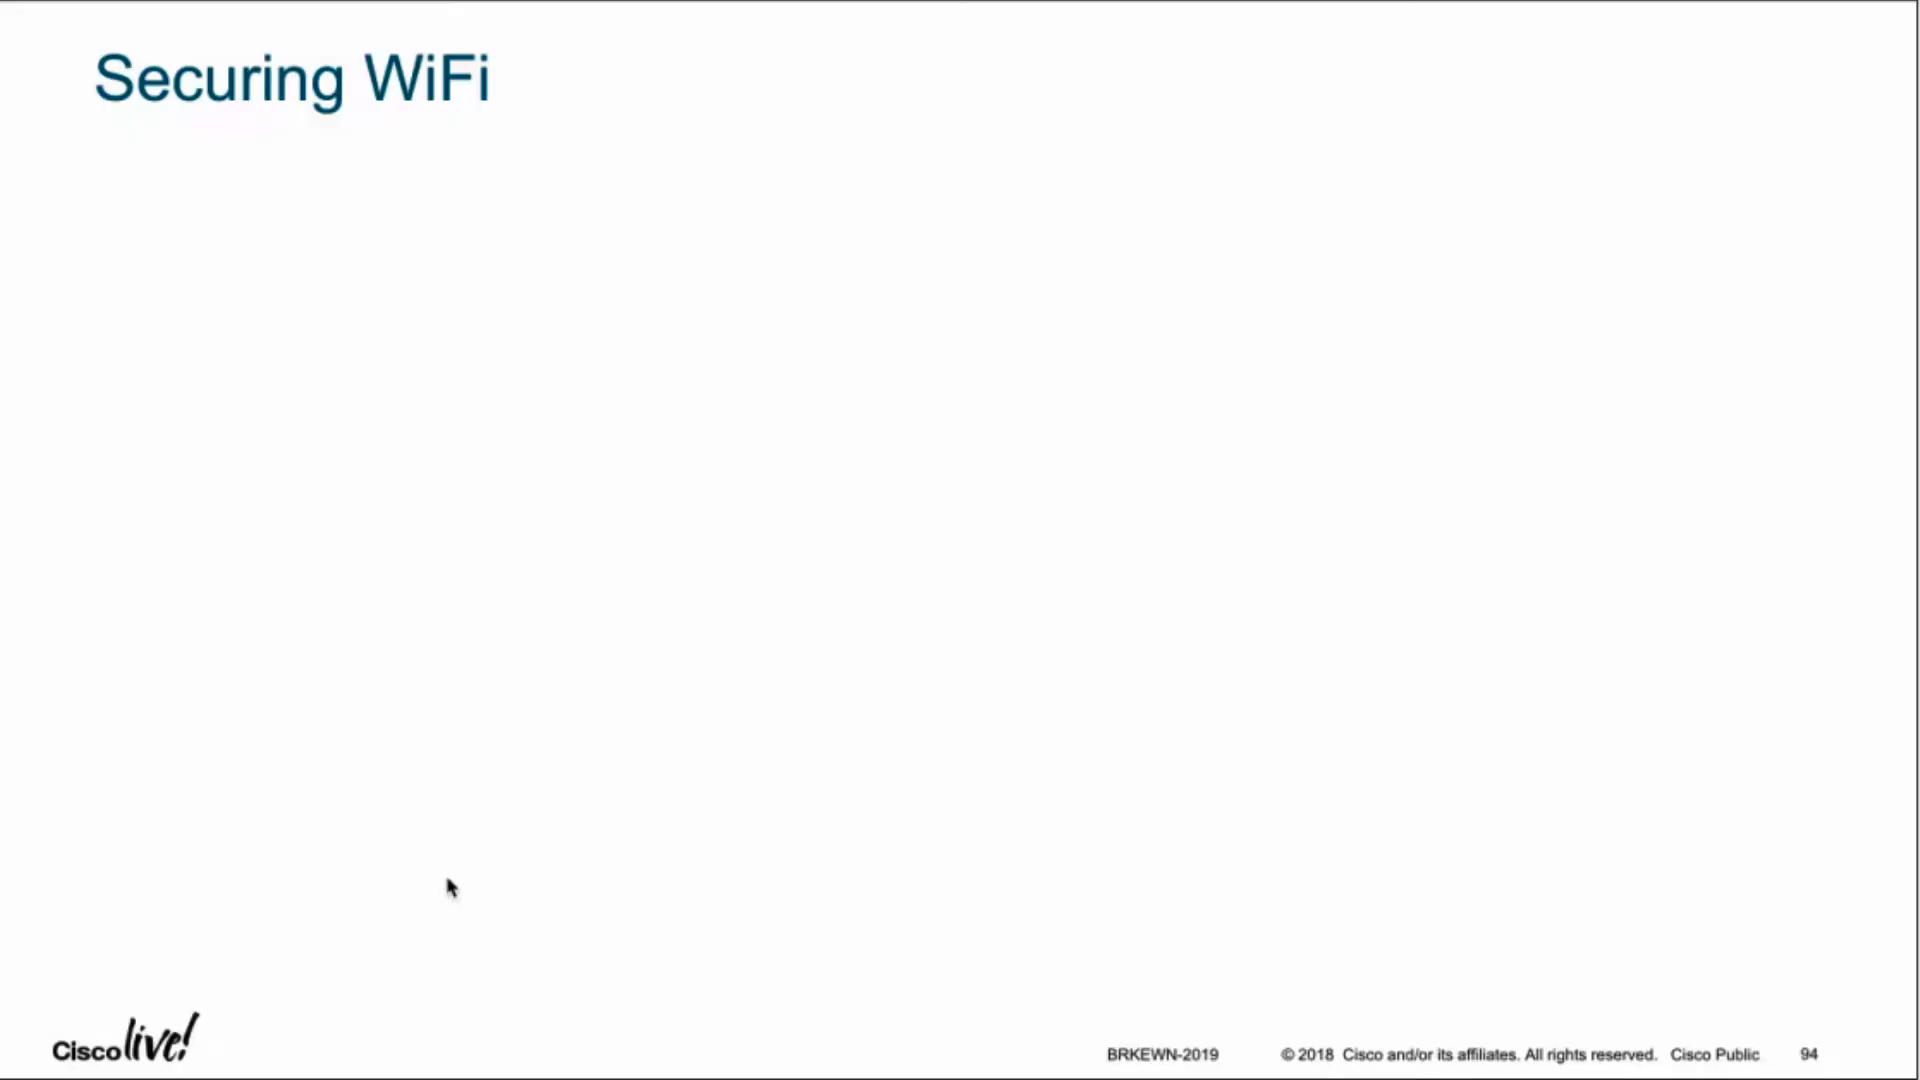 Securing WiFi
Cisco live!
BRKEWN-2019 © 2018 Cisco and/or its affiliates. All rights reserved. Cisco Public 94